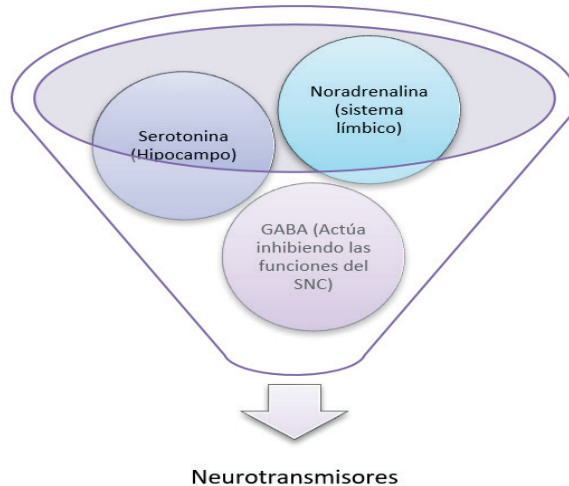 Noradrenalina
(sistema
límbico)
Serotonina
(Hipocampo)
GABA (Actúa
inhibiendo las
funciones del
SNC)
Neurotransmisores